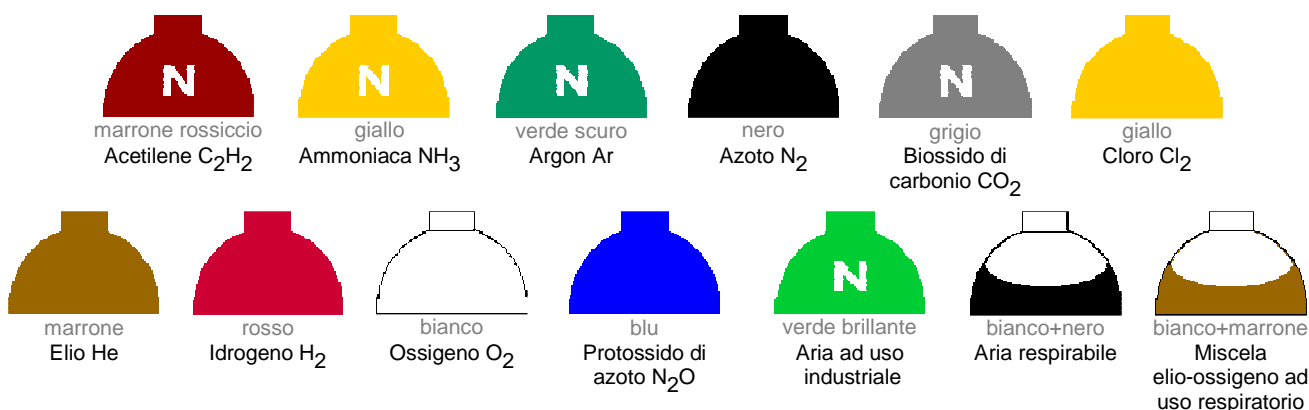 N N N N
marrone rossiccio giallo verde scuro nero grigio giallo
Acetilene C2H2 Ammoniaca NH3 Argon Ar Azoto N2 Biossido di Cloro Cl2
carbonio CO2
N
marrone rosso bianco blu verde brillante bianco+nero bianco+marrone
Elio He Idrogeno H2 Ossigeno O2 Protossido di Aria ad uso Aria respirabile Miscela
azoto N2O industriale elio-ossigeno ad
uso respiratorio